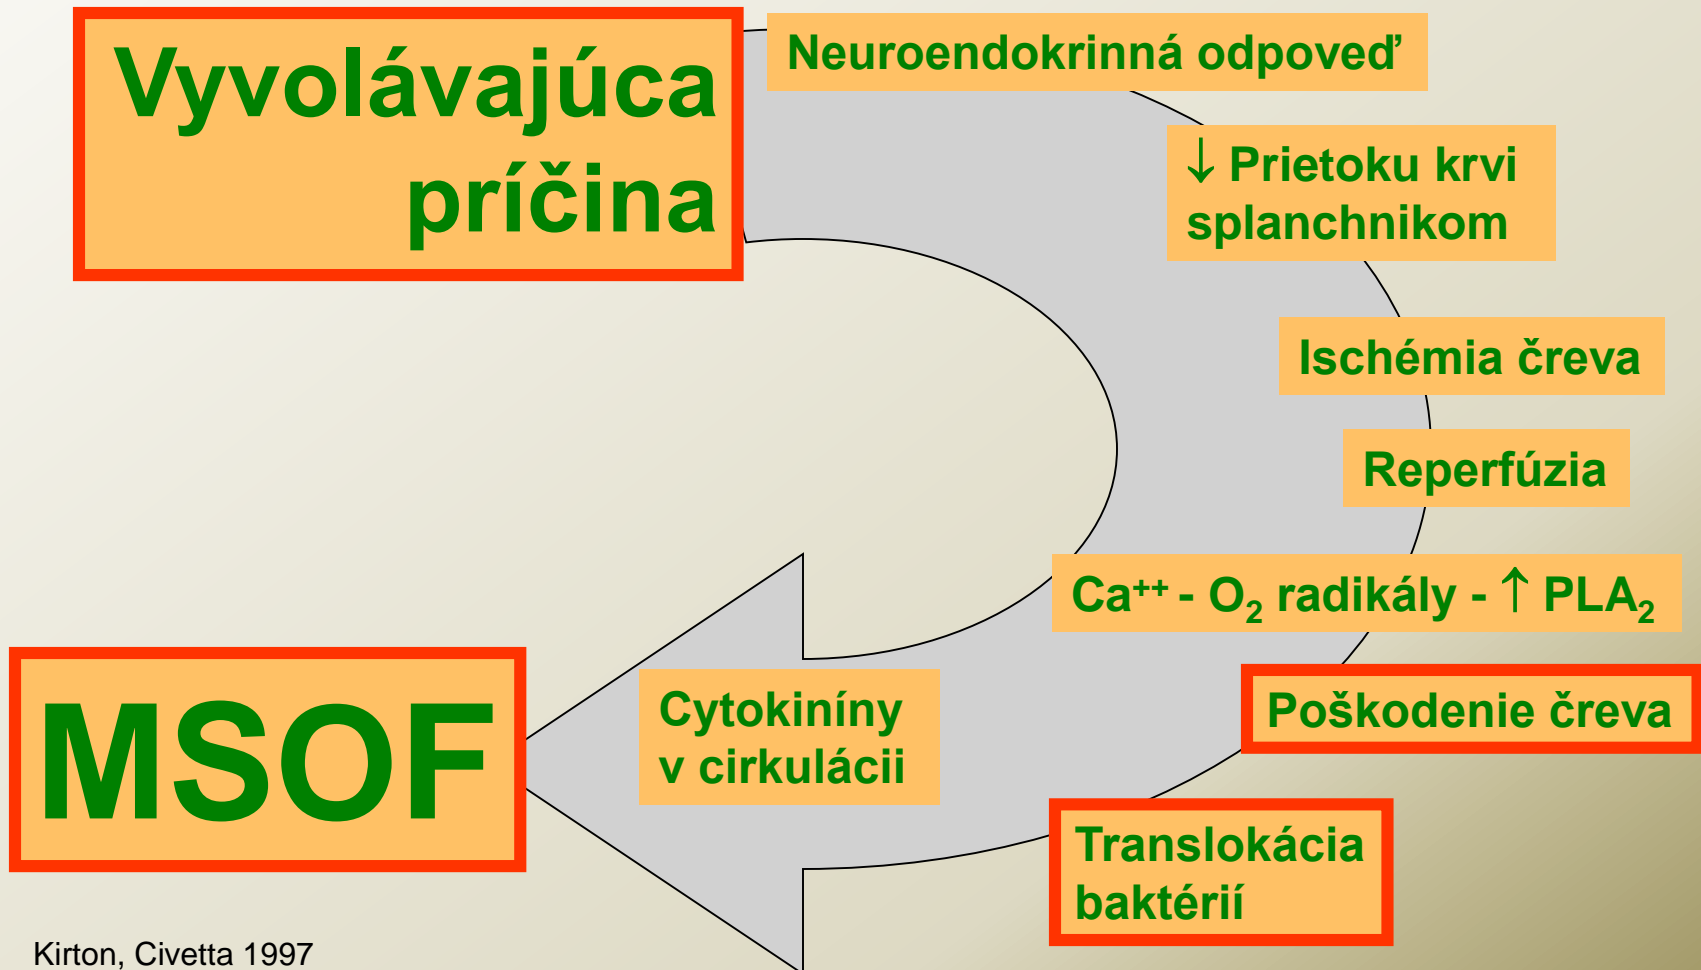 Vyvolávajúca
príčina
Neuroendokrinná odpoveď
↓ Prietoku krvi
splanchnikom
Ischémia čreva
Reperfúzia
Ca⁺⁺ - O₂ radikály - ↑ PLA₂
Poškodenie čreva
Translokácia
baktérií
Cytokiníny
v cirkulácii
MSOF
Kirton, Civetta 1997